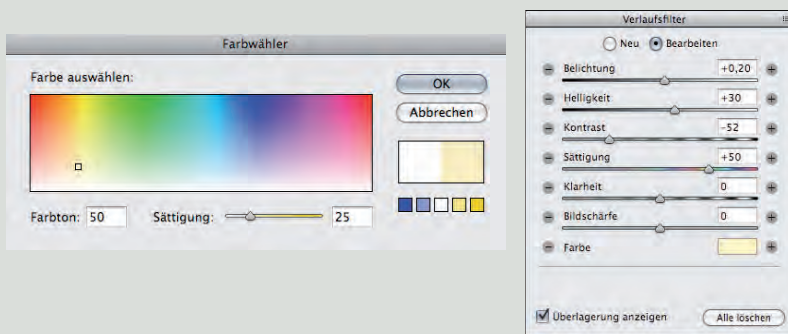 Farbwähler
Farbe auswählen:
OK
Abbrechen
Farbton: 50 Sättigung: 25
Verlaufsfilter
Neu Bearbeiten
Belichtung +0,20
Helligkeit +30
Kontrast -52
Sättigung +50
Klarheit 0
Bildschärfe 0
Farbe
Überlagerung anzeigen Alle löschen